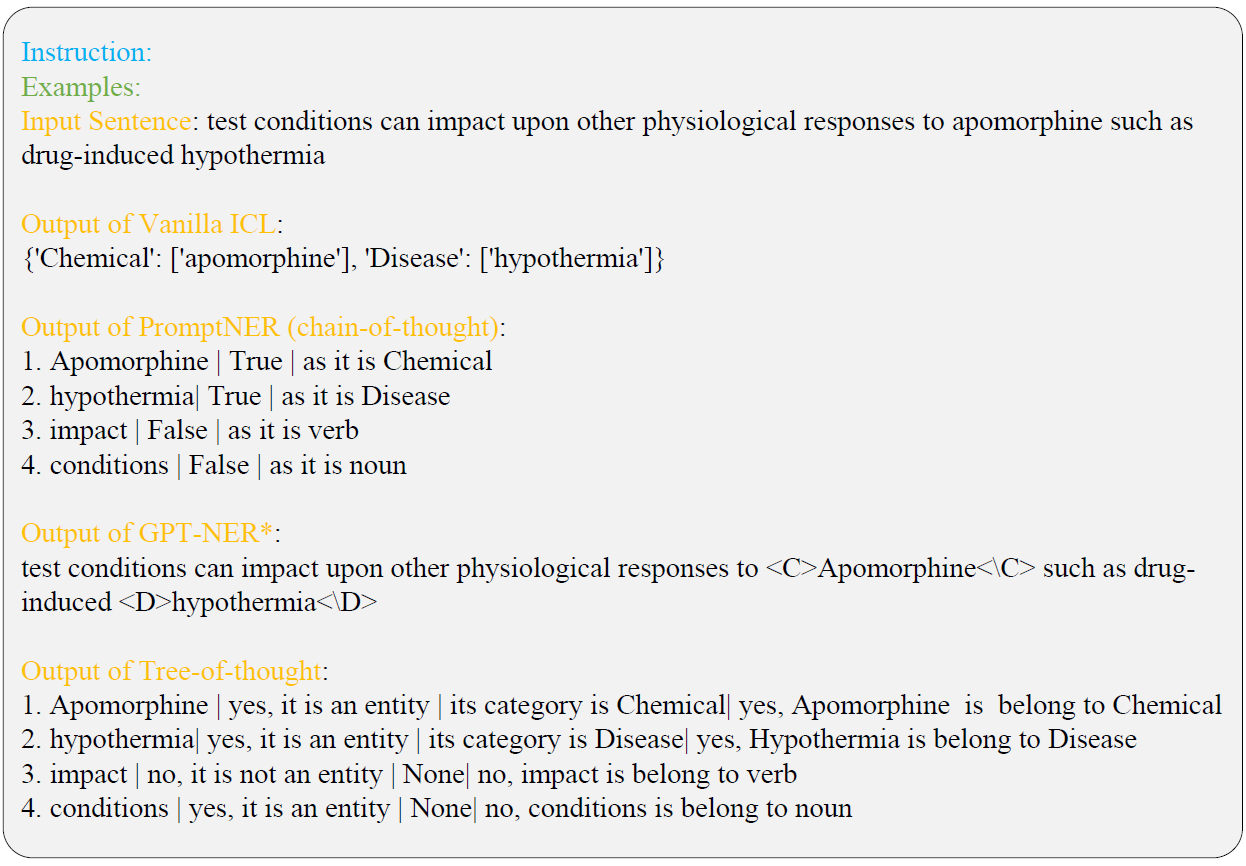 Instruction:
Examples:
Input Sentence: test conditions can impact upon other physiological responses to apomorphine such as
drug-induced hypothermia
Output of Vanilla ICL:
{'Chemical': ['apomorphine'], 'Disease': ['hypothermia']}
Output of PromptNER (chain-of-thought):
1. Apomorphine | True | as it is Chemical
2. hypothermia| True | as it is Disease
3. impact | False | as it is verb
4. conditions | False | as it is noun
Output of GPT-NER*:
test conditions can impact upon other physiological responses to <C>Apomorphine<\C> such as drug-
induced <D>hypothermia<\D>
Output of Tree-of-thought:
1. Apomorphine | yes, it is an entity | its category is Chemical| yes, Apomorphine  is  belong to Chemical
2. hypothermia| yes, it is an entity | its category is Disease| yes, Hypothermia is belong to Disease
3. impact | no, it is not an entity | None| no, impact is belong to verb
4. conditions | yes, it is an entity | None| no, conditions is belong to noun